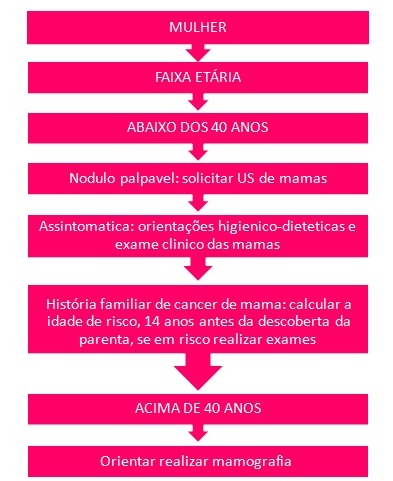 MULHER
FAIXA ETÁRIA
ABAIXO DOS 40 ANOS
Nodulo palpavel: solicitar US de mamas
Assintomatica: orientações higienico-dieteticas e
exame clinico das mamas
História familiar de cancer de mama: calcular a
idade de risco, 14 anos antes da descoberta da
parenta, se em risco realizar exames
ACIMA DE 40 ANOS
Orientar realizar mamografia